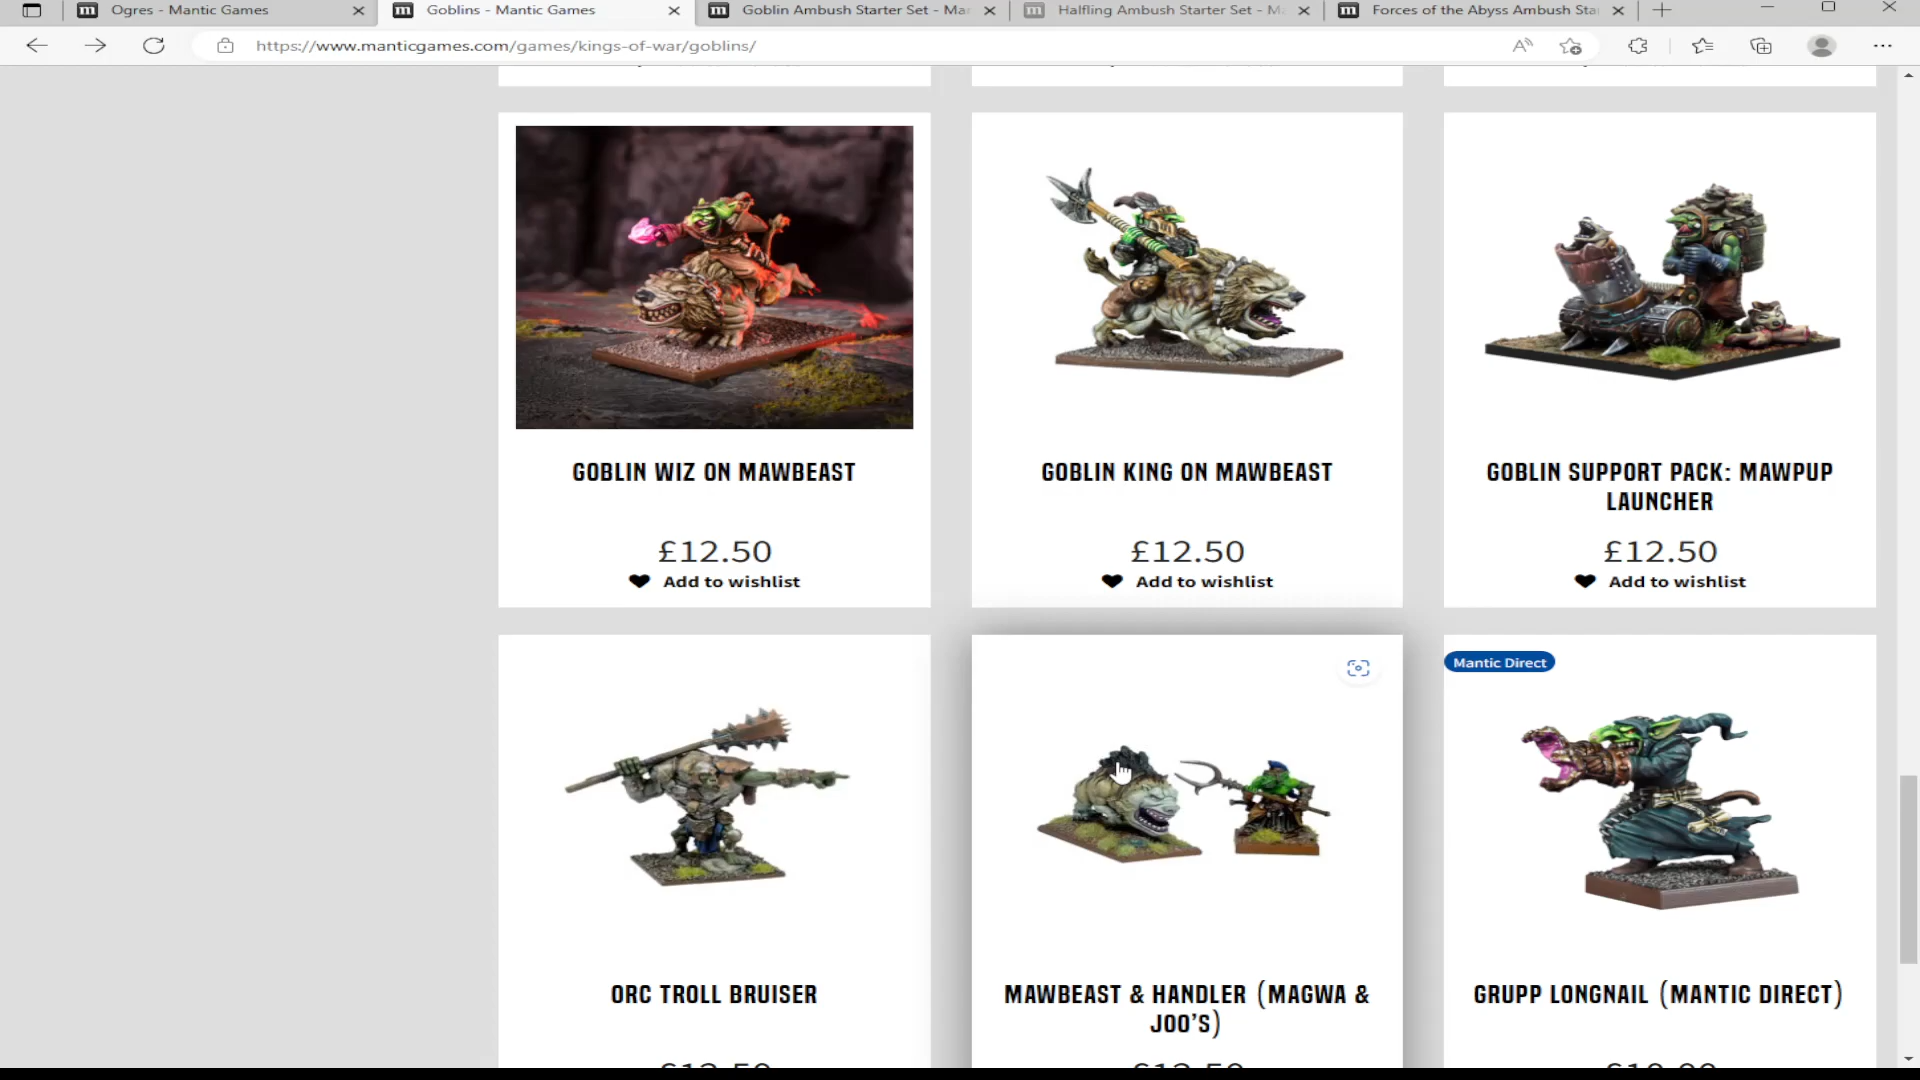 Ogres - Mantic Games
Goblins - Mantic Games
Goblin Ambush Starter Set - Ma
Halfling Ambush Starter Set - M
Forces of the Abyss Ambush Sta
https://www.manticgames.com/games/kings-of-war/goblins/
GOBLIN WIZ ON MAWBEAST
£12.50
Add to wishlist
GOBLIN KING ON MAWBEAST
£12.50
Add to wishlist
GOBLIN SUPPORT PACK: MAWPUP
LAUNCHER
£12.50
Add to wishlist
ORC TROLL BRUISER
MAWBEAST & HANDLER (MAGWA &
JOO'S)
Mantic Direct
GRUPP LONGNAIL (MANTIC DIRECT)